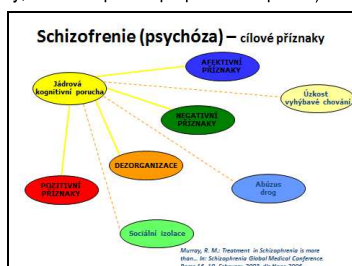 Schizofrenie (psychóza) – cílové příznaky
AFEKTIVNÍ
PŘÍZNAKY
Jádrová
kognitivní porucha
Úzkost
vyhýbavé chování
NEGATIVNÍ
PŘÍZNAKY
DEZORGANIZACE
POZITIVNÍ
PŘÍZNAKY
Abúzus
drog
Sociální izolace
Murray, R. M.: Treatment in Schizophrenia is more
than... In: Schizophrenia Global Medical Conference.